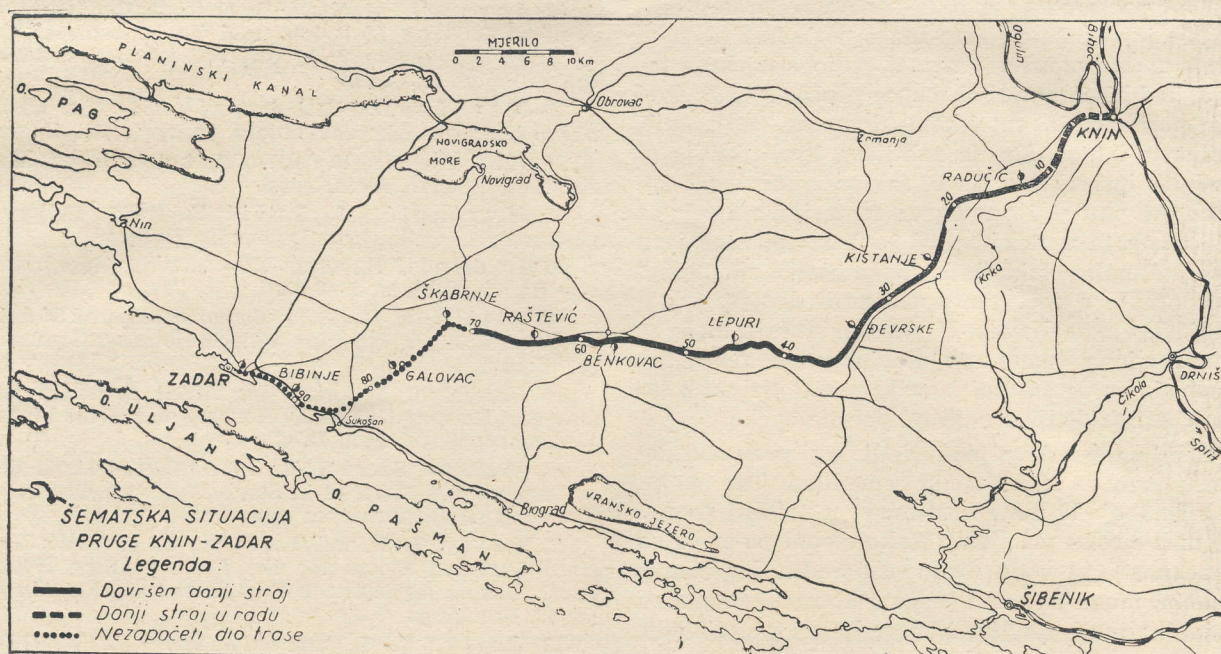 MJERILO
0 2 4 6 8 10 Km
PLANINSKI KANAL
O. PAG
Ogulin
Bihać
Obrovac
Zrmanja
KNIN
NOVIGRADSKO
MORE
Novigrad
RADUČIĆ
10
20
Nin
KISTANJE
Krka
30
ŠKABRNJE
70
RAŠTEVIĆ
LEPURI
ĐEVRŠKE
60
BENKOVAC
50
40
ZADAR
BIBINJE
90
80
GALOVAC
DRNIŠ
Čikola
Sukošan
O. ULJAN
Split
O. PAŠMAN
Biograd
VRANSKO JEZERO
ŠIBENIK
ŠEMATSKA SITUACIJA
PRUGE KNIN-ZADAR
Legenda:
Dovršen donji stroj
Donji stroj u radu
Nezapočeti dio trase